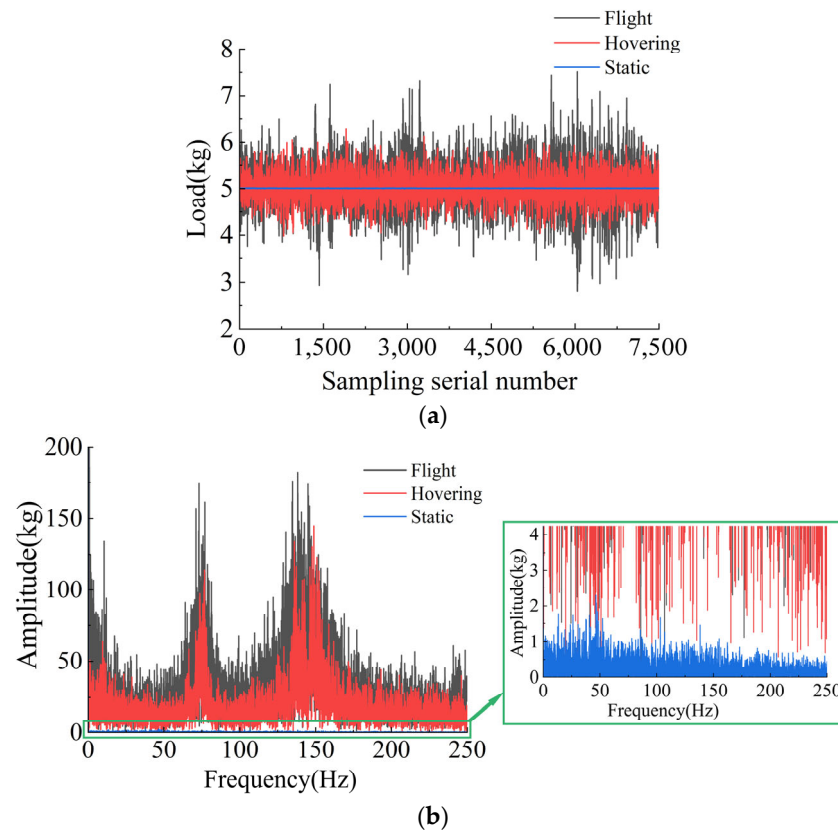 Flight
Hovering
Static
8
7
6
5
4
3
2
Load(kg)
0 1,500 3,000 4,500 6,000 7,500
Sampling serial number
(a)
200
150
100
50
0
Amplitude(kg)
Flight
Hovering
Static
0 50 100 150 200 250
Frequency(Hz)
4
3
2
1
0
Amplitude(kg)
0 50 100 150 200 250
Frequency(Hz)
(b)